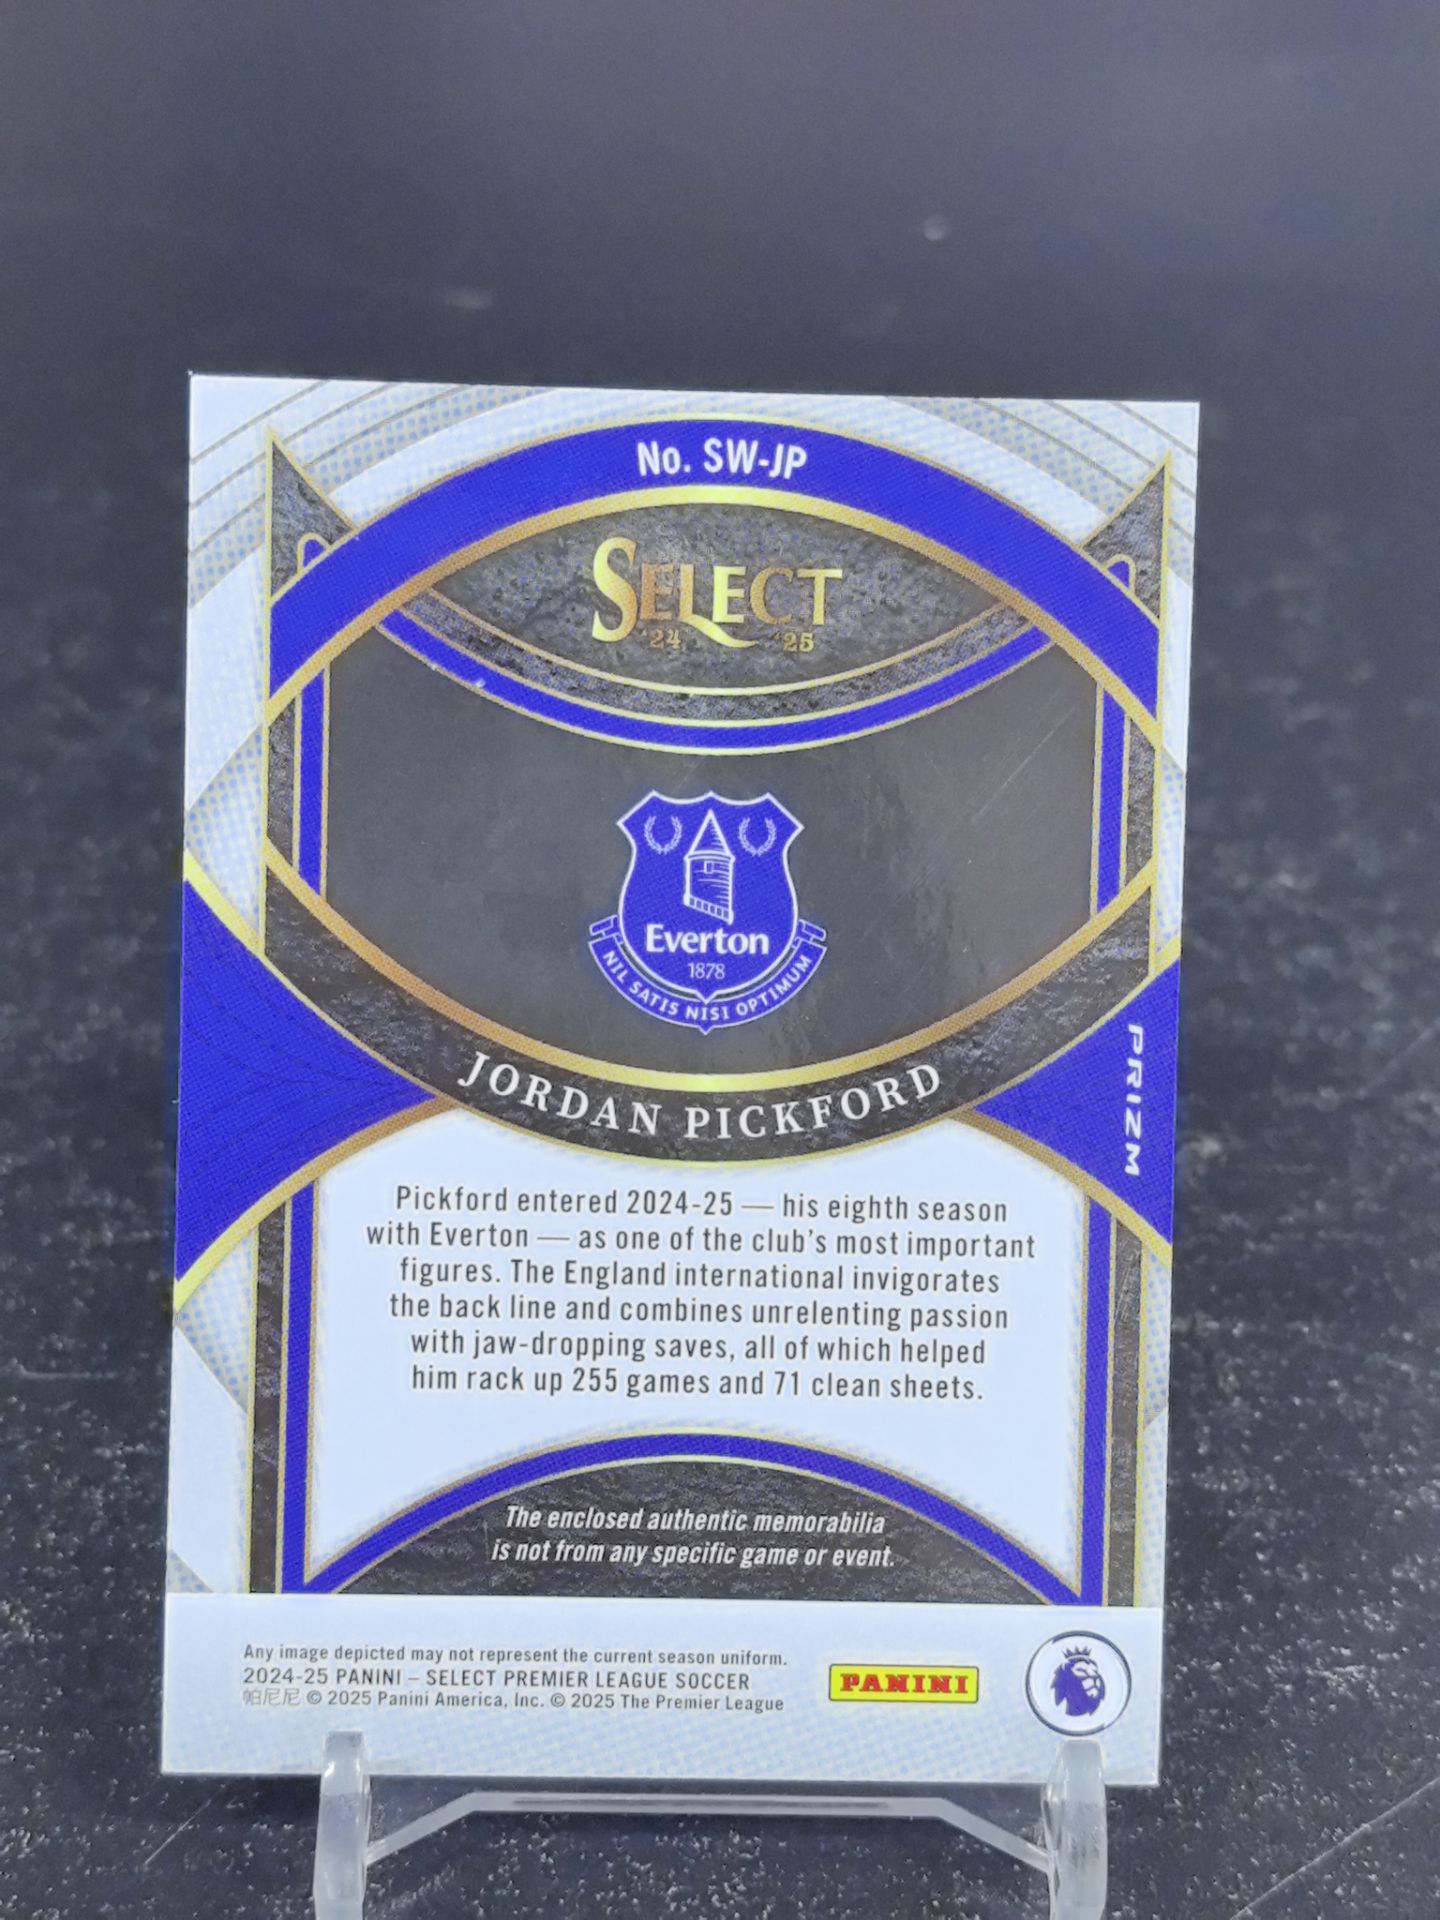 No. SW-JP
SELECT
'24 '25
Everton
1878
NIL SATIS NISI OPTIMUM
JORDAN PICKFORD
PRIZM
Pickford entered 2024-25 — his eighth season
with Everton — as one of the club's most important
figures. The England international invigorates
the back line and combines unrelenting passion
with jaw-dropping saves, all of which helped
him rack up 255 games and 71 clean sheets.
The enclosed authentic memorabilia
is not from any specific game or event.
Any image depicted may not represent the current season uniform.
2024-25 PANINI – SELECT PREMIER LEAGUE SOCCER
帕尼尼 © 2025 Panini America, Inc. © 2025 The Premier League
PANINI